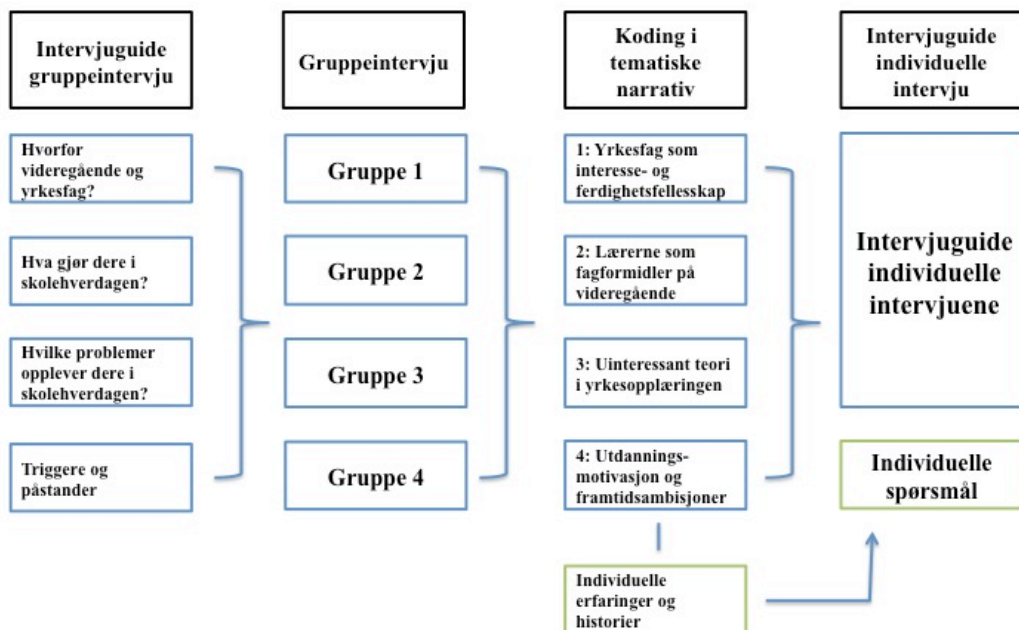 Intervjuguide
gruppeintervju
Gruppeintervju
Koding i
tematiske
narrativ
Intervjuguide
individuelle
intervju
Hvorfor
videregående og
yrkesfag?
Hva gjør dere i
skolehverdagen?
Hvilke problemer
opplever dere i
skolehverdagen?
Triggere og
påstander
Gruppe 1
Gruppe 2
Gruppe 3
Gruppe 4
1: Yrkesfag som
interesse- og
ferdighetsfellesskap
2: Lærerne som
fagformidler på
videregående
3: Uinteressant teori
i yrkesopplæringen
4: Utdannings-
motivasjon og
framtidsambisjoner
Individuelle
erfaringer og
historier
Intervjuguide
individuelle
intervjuene
Individuelle
spørsmål